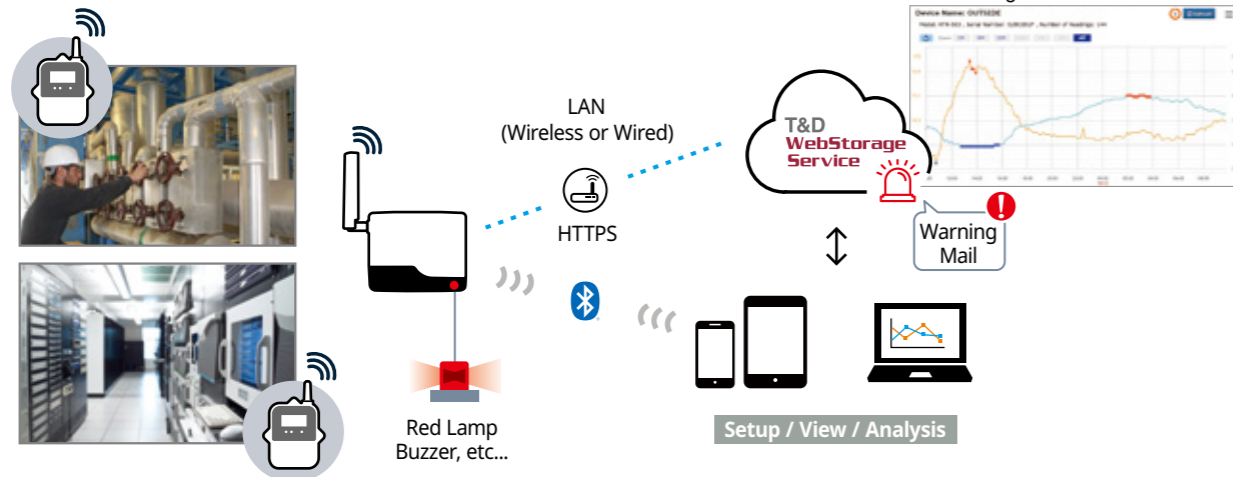 Device Name: OUTSIDE
LAN
(Wireless or Wired)
HTTPS
T&D
WebStorage
Service
Warning
Mail
Red Lamp
Buzzer, etc...
Setup / View / Analysis